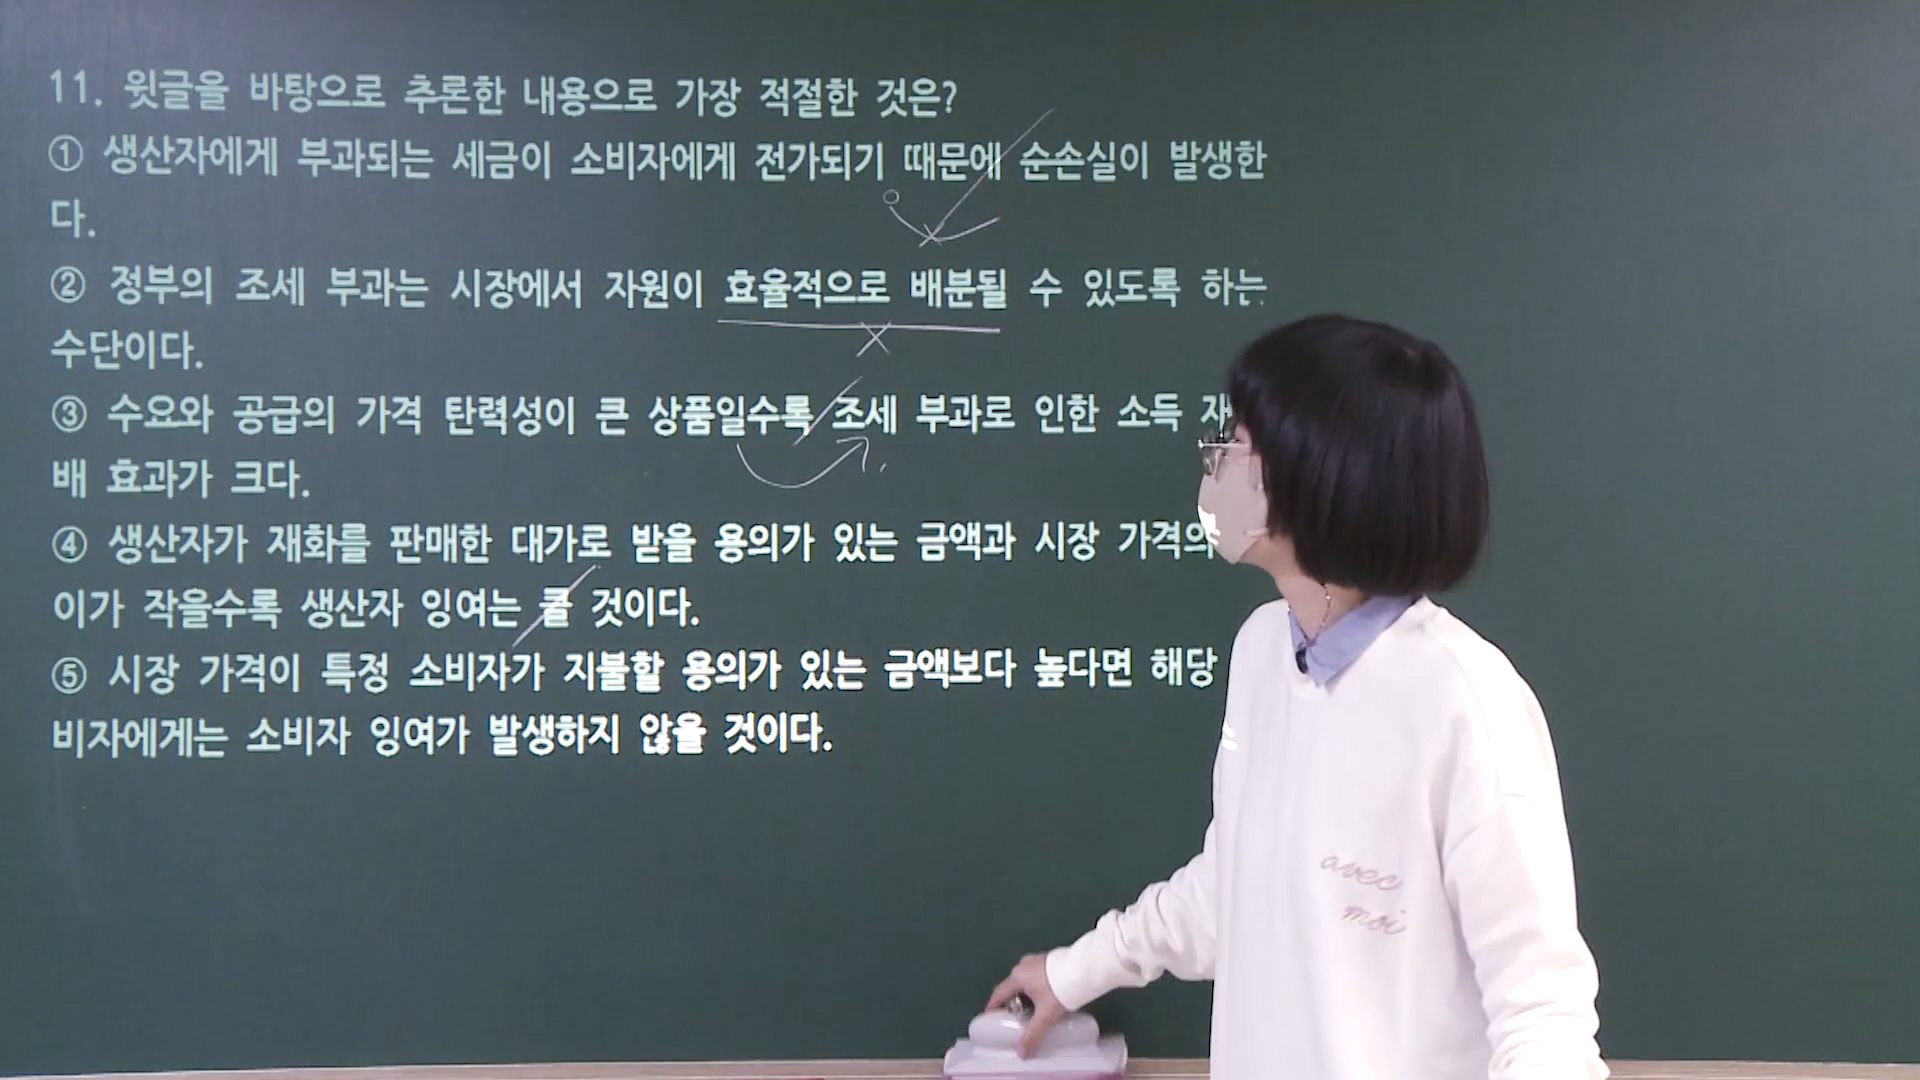 11. 윗글을 바탕으로 추론한 내용으로 가장 적절한 것은?
① 생산자에게 부과되는 세금이 소비자에게 전가되기 때문에 순손실이 발생한
다.
② 정부의 조세 부과는 시장에서 자원이 효율적으로 배분될 수 있도록 하는
수단이다.
③ 수요와 공급의 가격 탄력성이 큰 상품일수록 조세 부과로 인한 소득 재
배 효과가 크다.
④ 생산자가 재화를 판매한 대가로 받을 용의가 있는 금액과 시장 가격의
이가 작을수록 생산자 잉여는 클 것이다.
⑤ 시장 가격이 특정 소비자가 지불할 용의가 있는 금액보다 높다면 해당
비자에게는 소비자 잉여가 발생하지 않을 것이다.
avec
moi